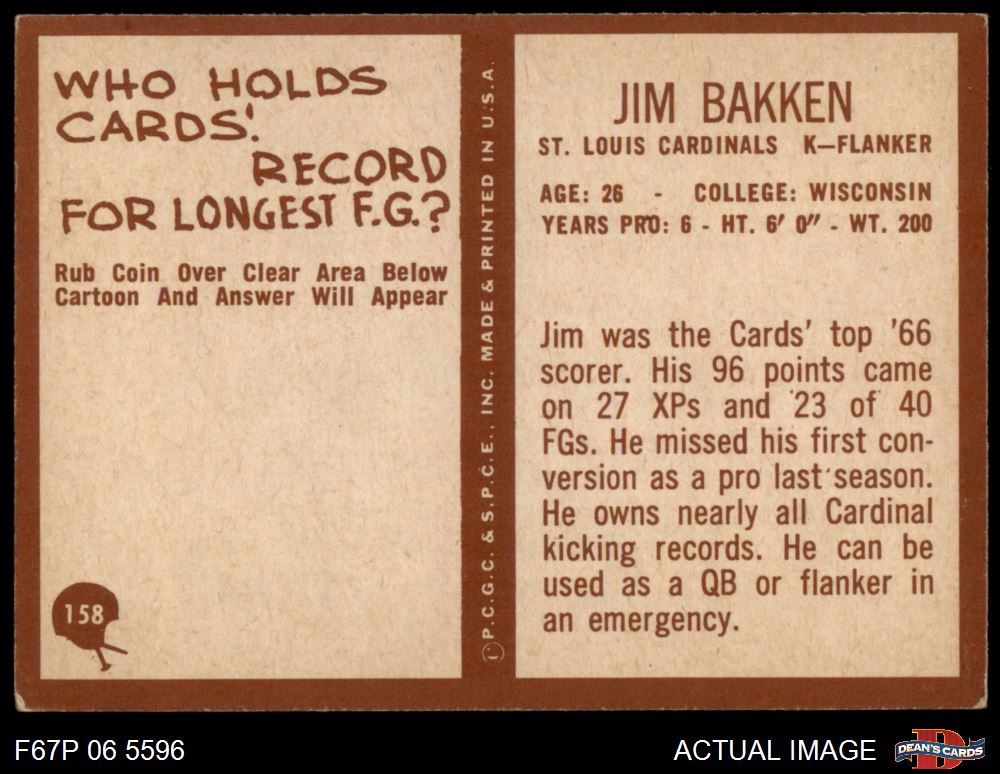 WHO HOLDS
CARDS'
RECORD
FOR LONGEST F.G.?
Rub Coin Over Clear Area Below
Cartoon And Answer Will Appear
158
©P.C.G.C. & S.P.C.E., INC. MADE & PRINTED IN U.S.A.
JIM BAKKEN
ST. LOUIS CARDINALS K—FLANKER
AGE: 26 - COLLEGE: WISCONSIN
YEARS PRO: 6 - HT. 6' 0" - WT. 200
Jim was the Cards' top '66
scorer. His 96 points came
on 27 XPs and 23 of 40
FGs. He missed his first con-
version as a pro last season.
He owns nearly all Cardinal
kicking records. He can be
used as a QB or flanker in
an emergency.
F67P 06 5596
ACTUAL IMAGE
D
DEAN'S CARDS